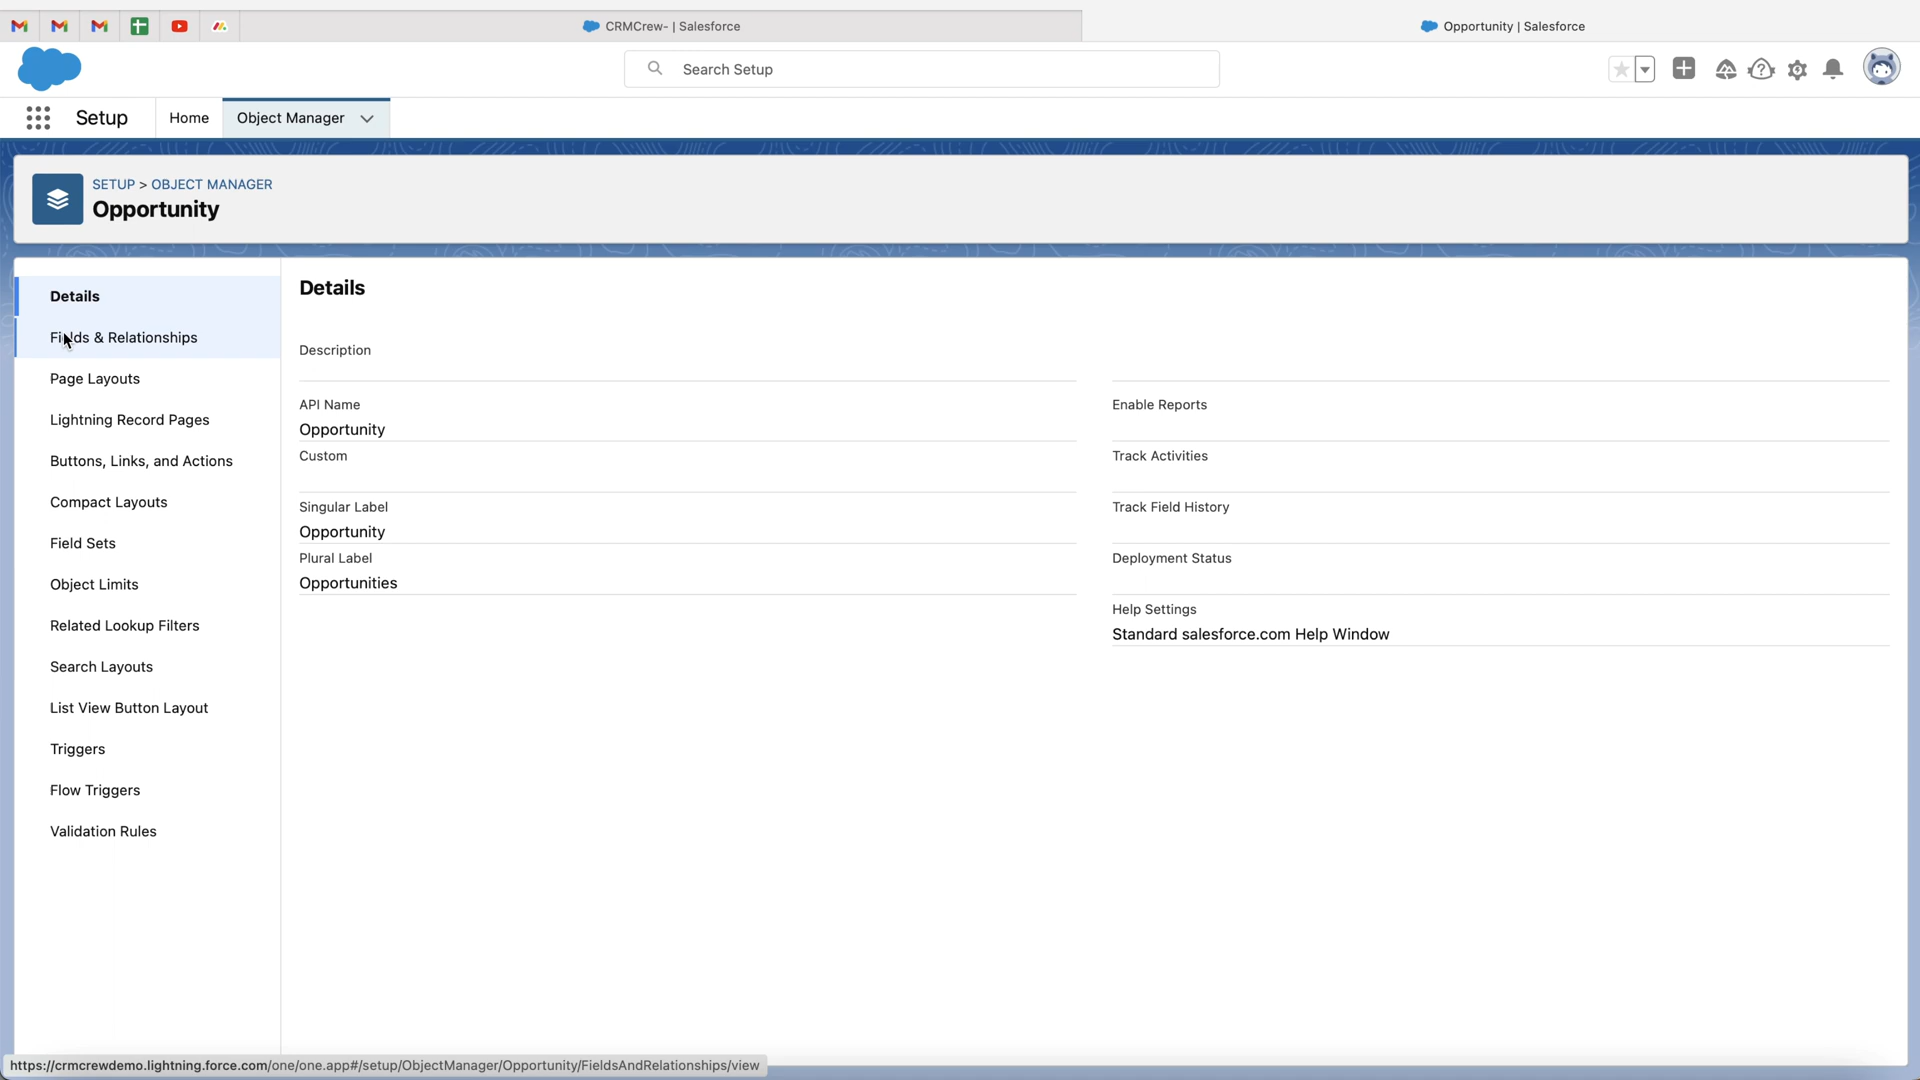 CRMCrew- | Salesforce
Opportunity | Salesforce
Search Setup
Setup
Home
Object Manager
SETUP > OBJECT MANAGER
Opportunity
Details
Fields & Relationships
Page Layouts
Lightning Record Pages
Buttons, Links, and Actions
Compact Layouts
Field Sets
Object Limits
Related Lookup Filters
Search Layouts
List View Button Layout
Triggers
Flow Triggers
Validation Rules
Details
Description
API Name
Opportunity
Custom
Singular Label
Opportunity
Plural Label
Opportunities
Enable Reports
Track Activities
Track Field History
Deployment Status
Help Settings
Standard salesforce.com Help Window
https://crmcrewdemo.lightning.force.com/one/one.app#/setup/ObjectManager/Opportunity/FieldsAndRelationships/view